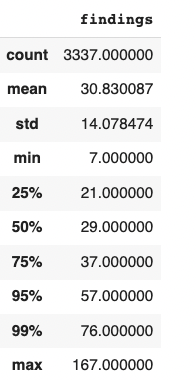 findings
count 3337.000000
mean 30.830087
std 14.078474
min 7.000000
25% 21.000000
50% 29.000000
75% 37.000000
95% 57.000000
99% 76.000000
max 167.000000